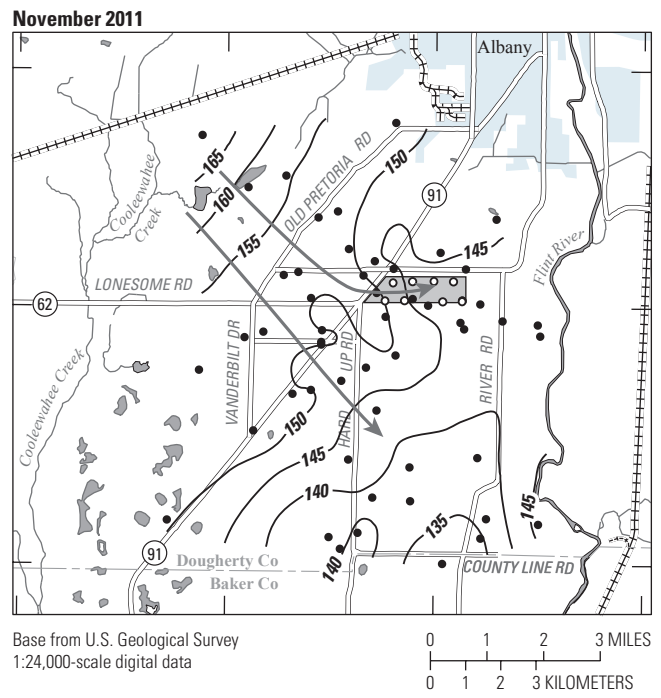 November 2011
Albany
150
165
OLD PRETORIA RD
Cooleewahee
Creek
160
91
155
145
Flint River
LONESOME RD
62
VANDERBILT DR
HARD UP RD
RIVER RD
Cooleewahee Creek
150
145
140
145
135
91
Dougherty Co
140
COUNTY LINE RD
Baker Co
Base from U.S. Geological Survey
1:24,000-scale digital data
0 1 2 3 MILES
0 1 2 3 KILOMETERS